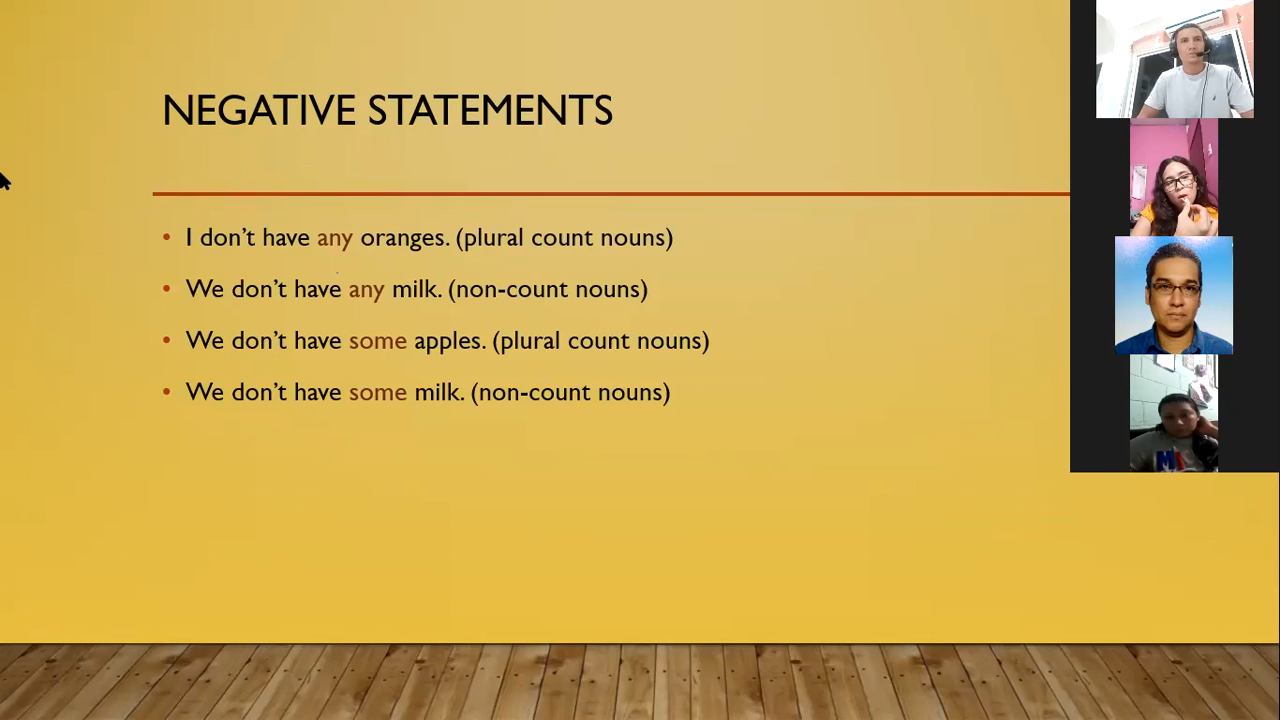 NEGATIVE STATEMENTS
• I don’t have any oranges. (plural count nouns)
• We don’t have any milk. (non-count nouns)
• We don’t have some apples. (plural count nouns)
• We don’t have some milk. (non-count nouns)